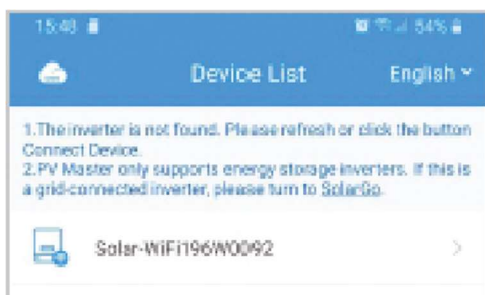 15:48 54%
Device List English
1.The inverter is not found. Please refresh or click the button
Connect Device.
2.PV Master only supports energy storage inverters. If this is
a grid-connected inverter, please turn to SolarGo.
Solar-WiFi196W0092